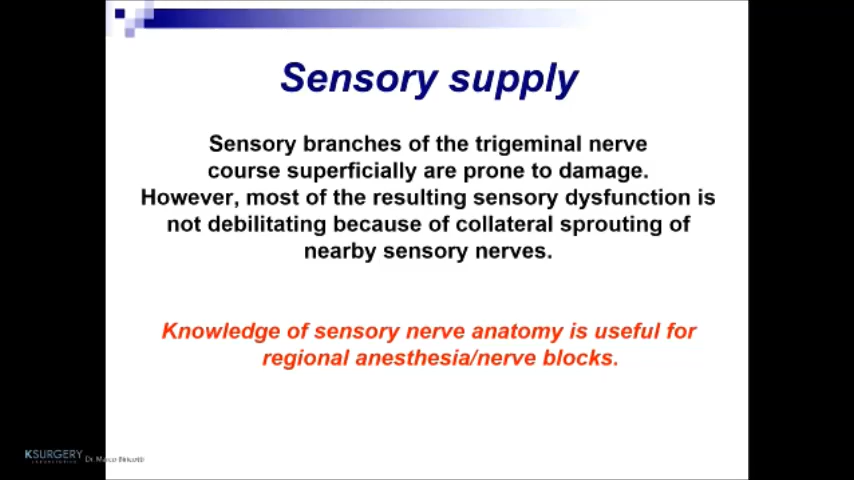 Sensory supply
Sensory branches of the trigeminal nerve
course superficially are prone to damage.
However, most of the resulting sensory dysfunction is
not debilitating because of collateral sprouting of
nearby sensory nerves.
Knowledge of sensory nerve anatomy is useful for
regional anesthesia/nerve blocks.
KSURGERY
Dr. Marco